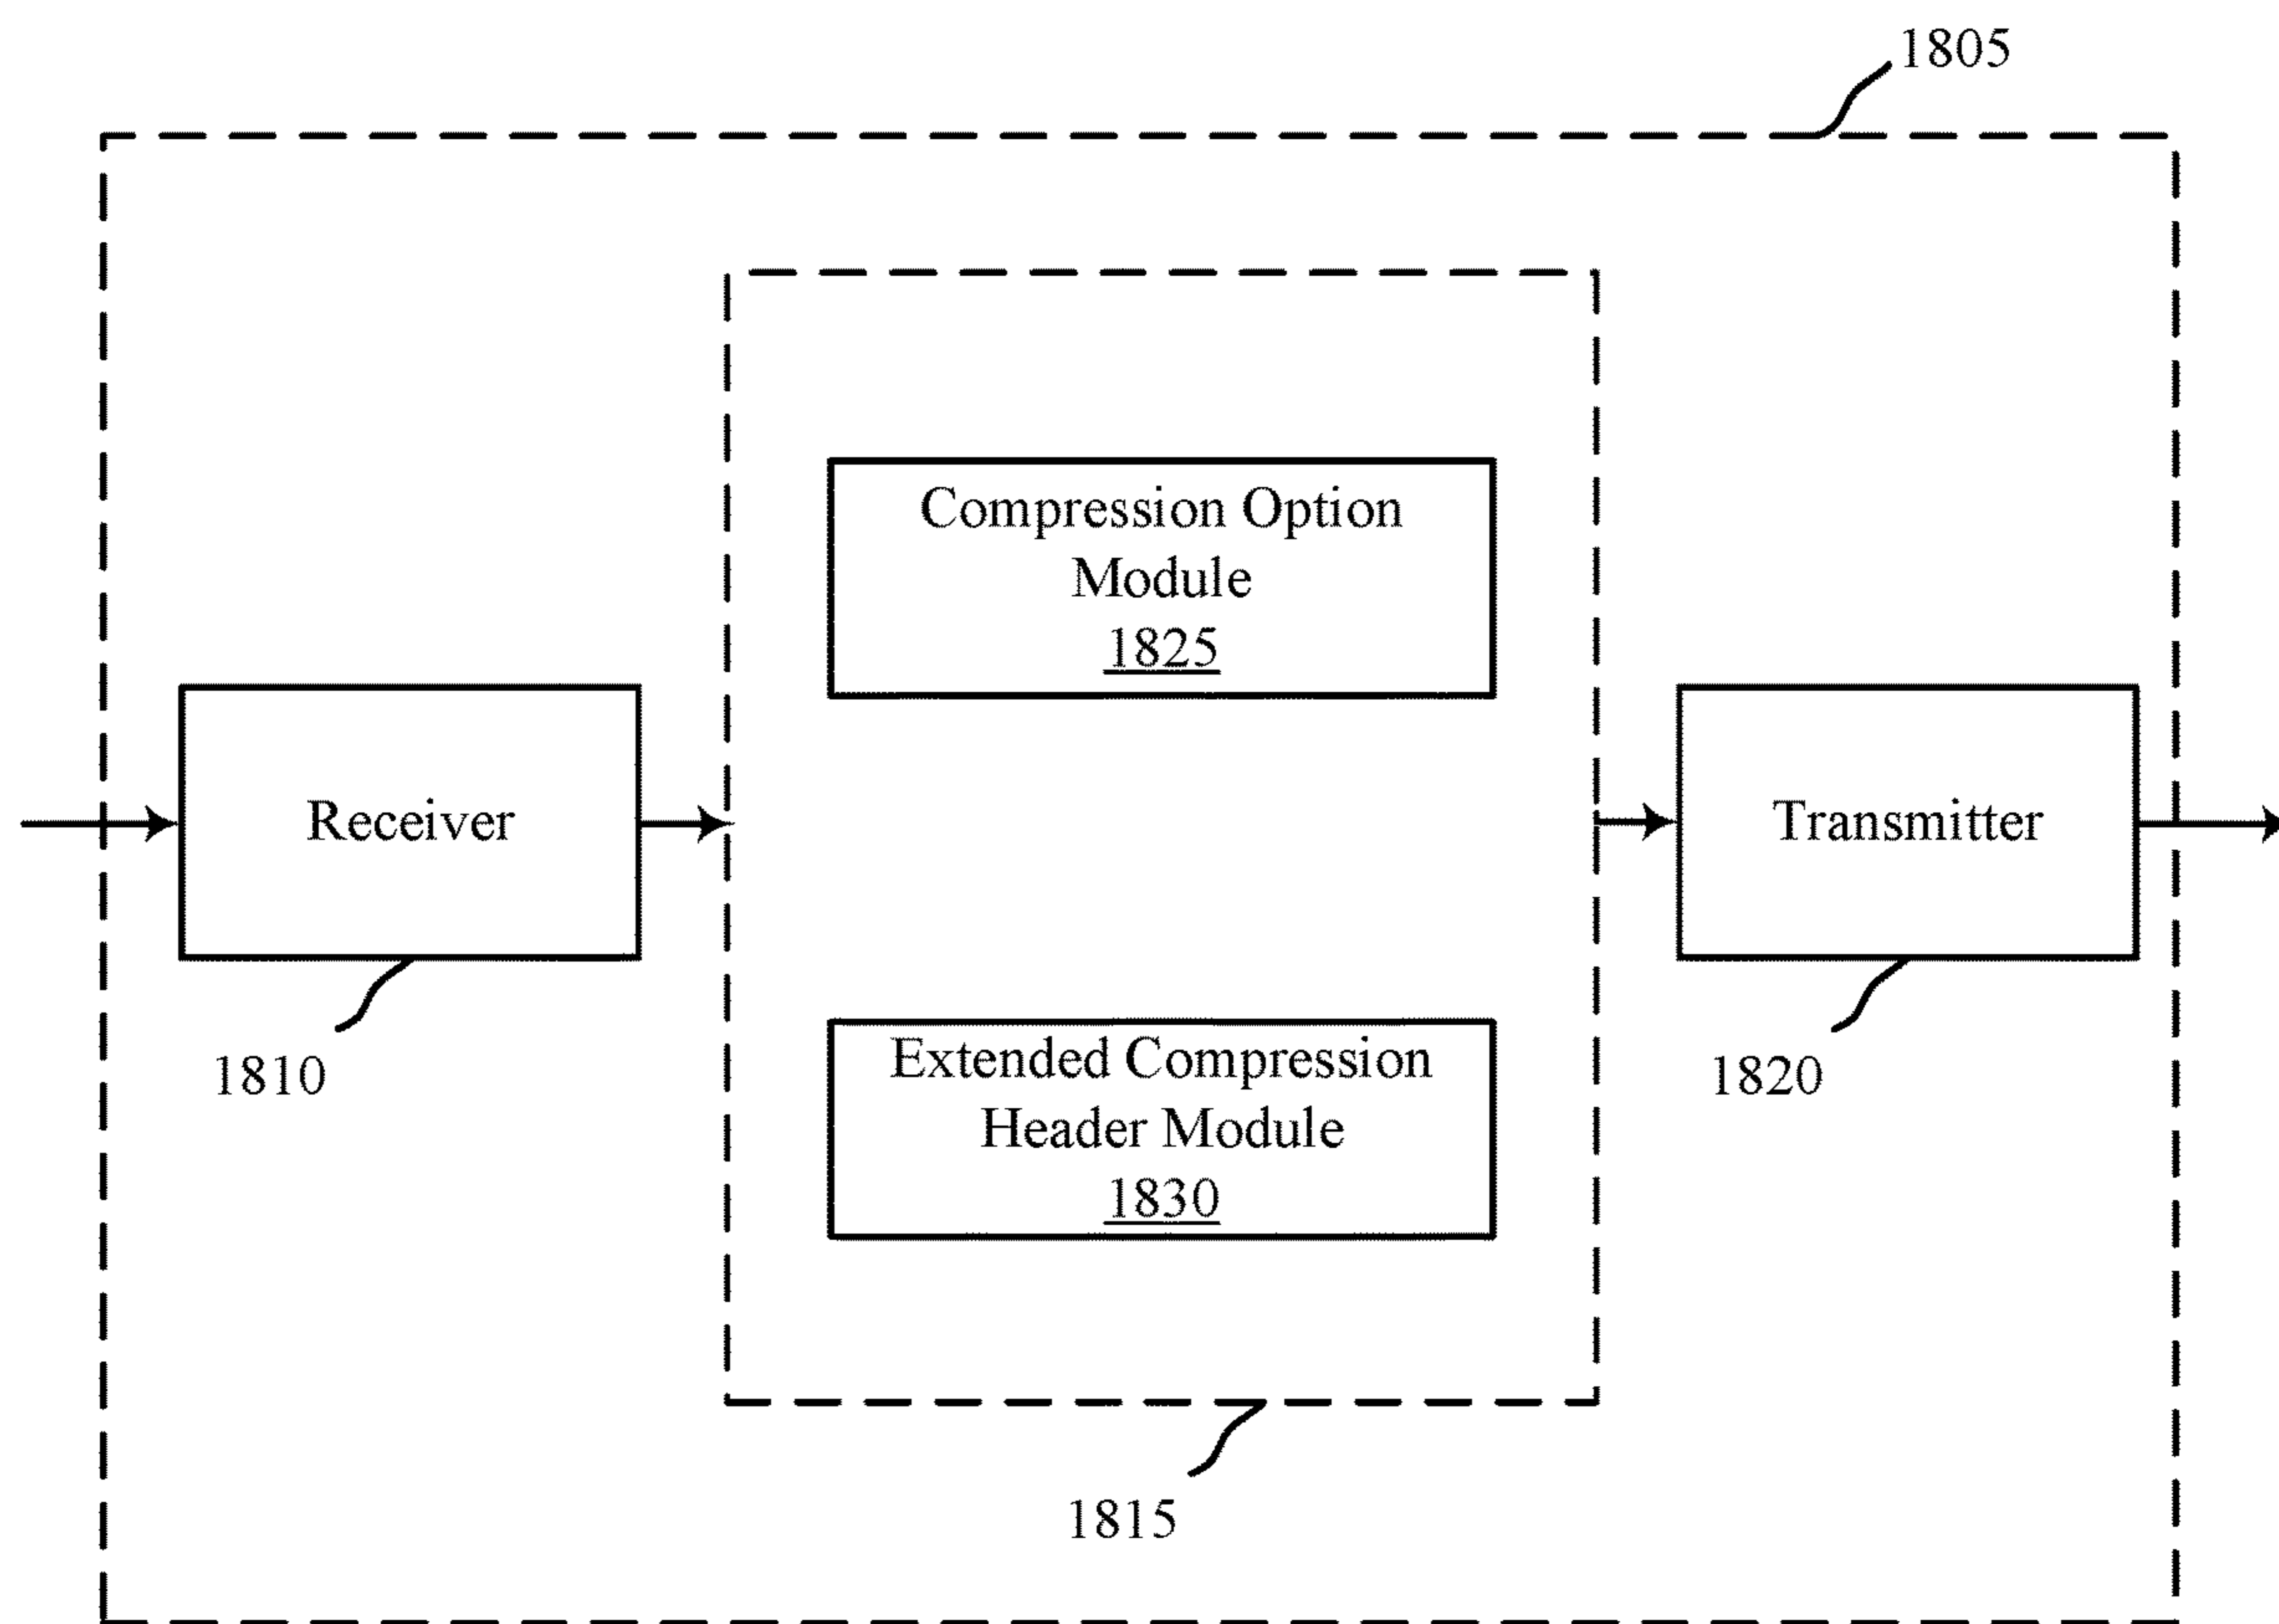 1805
Compression Option
Module
1825
Receiver
Transmitter
1810
Extended Compression
Header Module
1830
1820
1815